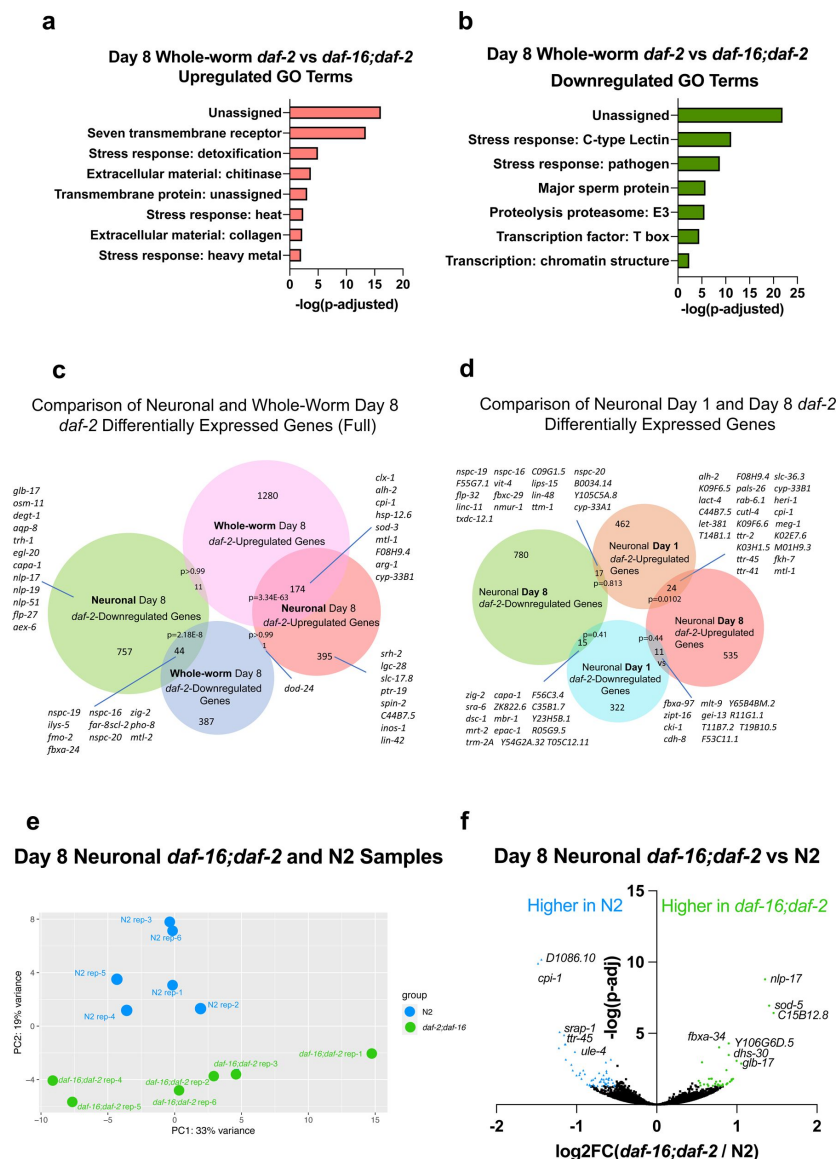 a
Day 8 Whole-worm daf-2 vs daf-16;daf-2
Upregulated GO Terms
Unassigned
Seven transmembrane receptor
Stress response: detoxification
Extracellular material: chitinase
Transmembrane protein: unassigned
Stress response: heat
Extracellular material: collagen
Stress response: heavy metal
0 5 10 15 20
-log(p-adjusted)
b
Day 8 Whole-worm daf-2 vs daf-16;daf-2
Downregulated GO Terms
Unassigned
Stress response: C-type Lectin
Stress response: pathogen
Major sperm protein
Proteolysis proteasome: E3
Transcription factor: T box
Transcription: chromatin structure
0 5 10 15 20 25
-log(p-adjusted)
c
Comparison of Neuronal and Whole-Worm Day 8
daf-2 Differentially Expressed Genes (Full)
glb-17
osm-11
degt-1
aqp-8
trh-1
egl-20
capa-1
nlp-17
nlp-19
nlp-51
flp-27
aex-6
1280
Whole-worm Day 8
daf-2-Upregulated Genes
clx-1
alh-2
cpi-1
hsp-12.6
sod-3
mtl-1
F08H9.4
arg-1
cyp-33B1
p>0.99
11
p=3.34E-63
174
Neuronal Day 8
daf-2-Downregulated Genes
757
Neuronal Day 8
daf-2-Upregulated Genes
395
p=2.18E-8
44
p>0.99
1
Whole-worm Day 8
daf-2-Downregulated
Genes
387
dod-24
nspc-19 nspc-16 zig-2
ilys-5 far-8scl-2 pho-8
fmo-2 nspc-20 mtl-2
fbxa-24
srh-2
lgc-28
slc-17.8
ptr-19
spin-2
C44B7.5
inos-1
lin-42
d
Comparison of Neuronal Day 1 and Day 8 daf-2
Differentially Expressed Genes
nspc-19 nspc-16 C09G1.5 nspc-20
F55G7.1 vit-4 lips-15 B0034.14
flp-32 fbxc-29 lin-48 Y105C5A.8
linc-11 nmur-1 ttm-1 cyp-33A1
txdc-12.1
alh-2 F08H9.4 slc-36.3
K09F6.5 pals-26 cyp-33B1
lact-4 rab-6.1 heri-1
C44B7.5 cutl-4 cpi-1
let-381 K09F6.6 meg-1
T14B1.1 ttr-2 K02E7.6
K03H1.5 M01H9.3
ttr-45 fkh-7
ttr-41 mtl-1
462
Neuronal Day 1
daf-2-Upregulated
Genes
780
Neuronal Day 8
daf-2-Downregulated Genes
17
p=0.813
24
p=0.0102
Neuronal Day 8
daf-2-Upregulated
Genes
535
p=0.41
15
p=0.44
11
vs
Neuronal Day 1
daf-2-Downregulated
Genes
322
zig-2 capa-1 F56C3.4
sra-6 ZK822.6 C35B1.7
dsc-1 mbr-1 Y23H5B.1
mrt-2 epac-1 R05G9.5
trm-2A Y54G2A.32 T05C12.11
fbxa-97 mlt-9 Y65B4BM.2
zipt-16 gei-13 R11G1.1
cki-1 T11B7.2 T19B10.5
cdh-8 F53C11.1
e
Day 8 Neuronal daf-16;daf-2 and N2 Samples
PC2: 19% variance
8
4
0
−4
N2 rep-3
N2 rep-6
N2 rep-5
N2 rep-1
N2 rep-4
N2 rep-2
daf-16;daf-2 rep-1
daf-16;daf-2 rep-3
daf-16;daf-2 rep-4
daf-16;daf-2 rep-2
daf-16;daf-2 rep-5
daf-16;daf-2 rep-6
−10 −5 0 5 10 15
PC1: 33% variance
group
N2
daf-2;daf-16
f
Day 8 Neuronal daf-16;daf-2 vs N2
Higher in N2
Higher in daf-16;daf-2
-log(p-adj)
15
10
5
D1086.10
cpi-1
nlp-17
sod-5
C15B12.8
srap-1
ttr-45
ule-4
fbxa-34
Y106G6D.5
dhs-30
glb-17
-2 -1 0 1 2
log2FC(daf-16;daf-2 / N2)